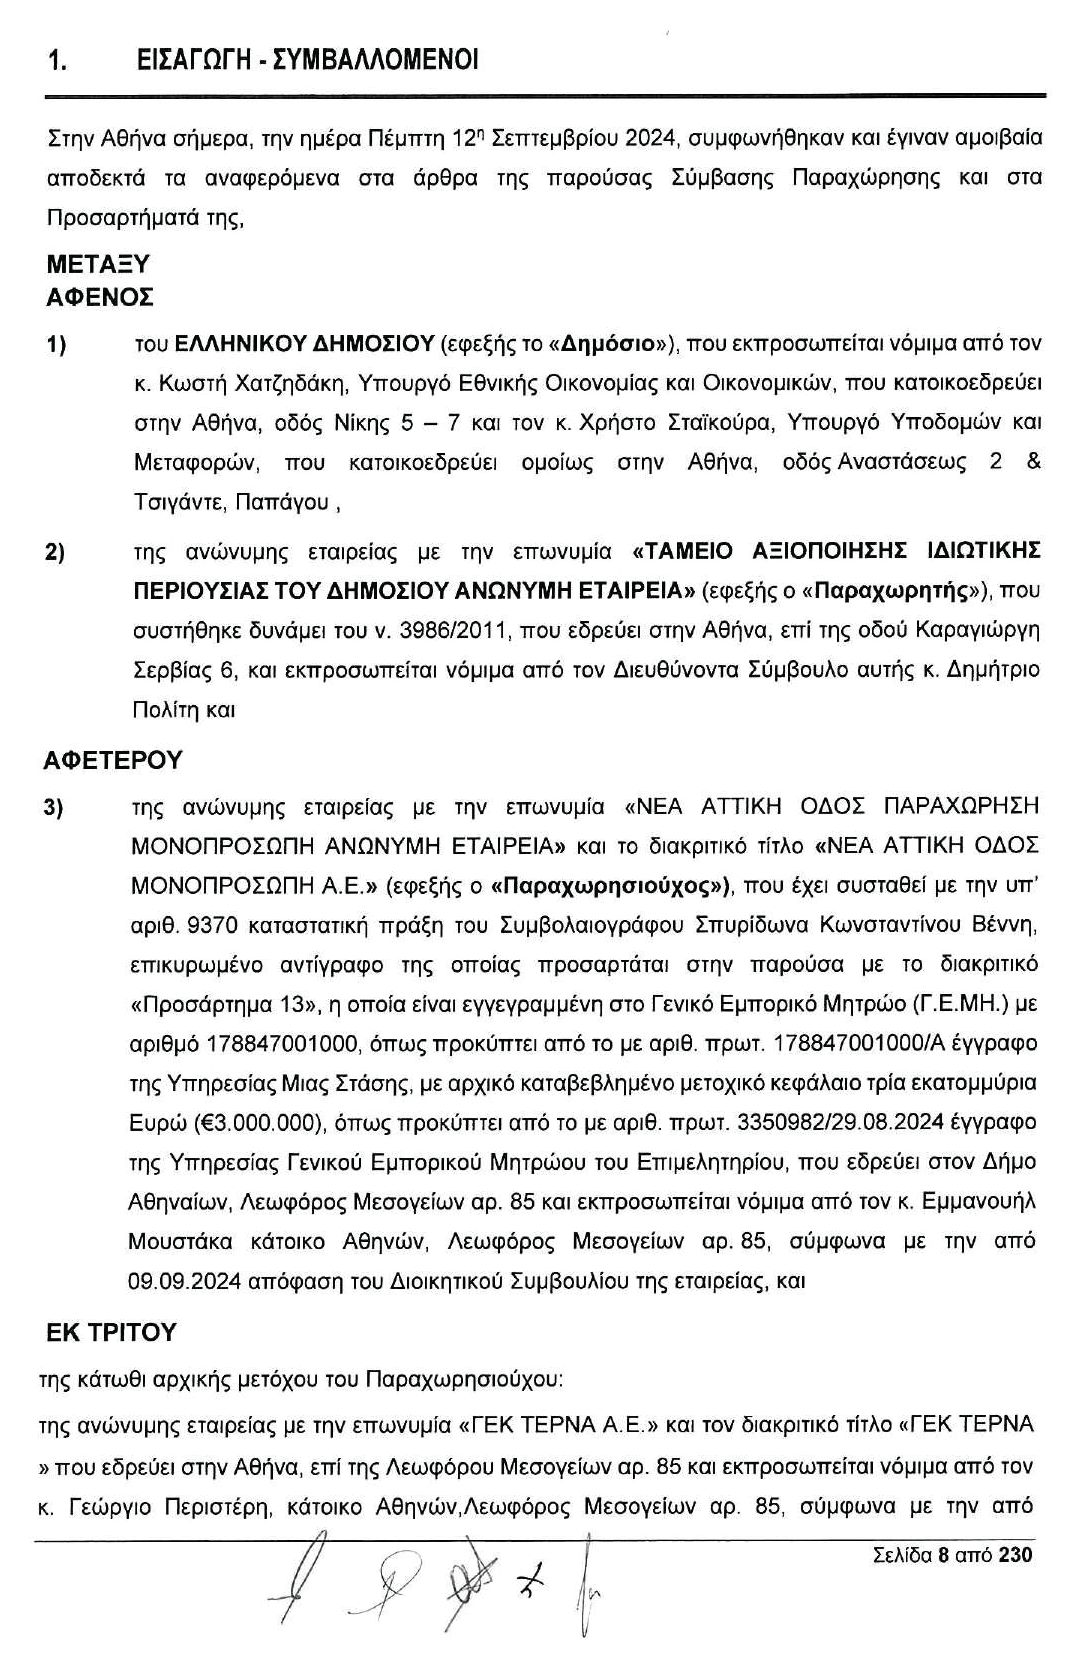 1. ΕΙΣΑΓΩΓΗ - ΣΥΜΒΑΛΛΟΜΕΝΟΙ
Στην Αθήνα σήμερα, την ημέρα Πέμπτη 12η Σεπτεμβρίου 2024, συμφωνήθηκαν και έγιναν αμοιβαία
αποδεκτά τα αναφερόμενα στα άρθρα της παρούσας Σύμβασης Παραχώρησης και στα
Προσαρτήματά της,
ΜΕΤΑΞΥ
ΑΦΕΝΟΣ
1) του ΕΛΛΗΝΙΚΟΥ ΔΗΜΟΣΙΟΥ (εφεξής το «Δημόσιο»), που εκπροσωπείται νόμιμα από τον
κ. Κωστή Χατζηδάκη, Υπουργό Εθνικής Οικονομίας και Οικονομικών, που κατοικοεδρεύει
στην Αθήνα, οδός Νίκης 5 – 7 και τον κ. Χρήστο Σταϊκούρα, Υπουργό Υποδομών και
Μεταφορών, που κατοικοεδρεύει ομοίως στην Αθήνα, οδός Αναστάσεως 2 &
Τσιγάντε, Παπάγου ,
2) της ανώνυμης εταιρείας με την επωνυμία «ΤΑΜΕΙΟ ΑΞΙΟΠΟΙΗΣΗΣ ΙΔΙΩΤΙΚΗΣ
ΠΕΡΙΟΥΣΙΑΣ ΤΟΥ ΔΗΜΟΣΙΟΥ ΑΝΩΝΥΜΗ ΕΤΑΙΡΕΙΑ» (εφεξής ο «Παραχωρητής»), που
συστήθηκε δυνάμει του ν. 3986/2011, που εδρεύει στην Αθήνα, επί της οδού Καραγιώργη
Σερβίας 6, και εκπροσωπείται νόμιμα από τον Διευθύνοντα Σύμβουλο αυτής κ. Δημήτριο
Πολίτη και
ΑΦΕΤΕΡΟΥ
3) της ανώνυμης εταιρείας με την επωνυμία «ΝΕΑ ΑΤΤΙΚΗ ΟΔΟΣ ΠΑΡΑΧΩΡΗΣΗ
ΜΟΝΟΠΡΟΣΩΠΗ ΑΝΩΝΥΜΗ ΕΤΑΙΡΕΙΑ» και το διακριτικό τίτλο «ΝΕΑ ΑΤΤΙΚΗ ΟΔΟΣ
ΜΟΝΟΠΡΟΣΩΠΗ Α.Ε.» (εφεξής ο «Παραχωρησιούχος»), που έχει συσταθεί με την υπ'
αριθ. 9370 καταστατική πράξη του Συμβολαιογράφου Σπυρίδωνα Κωνσταντίνου Βέννη,
επικυρωμένο αντίγραφο της οποίας προσαρτάται στην παρούσα με το διακριτικό
«Προσάρτημα 13», η οποία είναι εγγεγραμμένη στο Γενικό Εμπορικό Μητρώο (Γ.Ε.ΜΗ.) με
αριθμό 178847001000, όπως προκύπτει από το με αριθ. πρωτ. 178847001000/Α έγγραφο
της Υπηρεσίας Μιας Στάσης, με αρχικό καταβεβλημένο μετοχικό κεφάλαιο τρία εκατομμύρια
Ευρώ (€3.000.000), όπως προκύπτει από το με αριθ. πρωτ. 3350982/29.08.2024 έγγραφο
της Υπηρεσίας Γενικού Εμπορικού Μητρώου του Επιμελητηρίου, που εδρεύει στον Δήμο
Αθηναίων, Λεωφόρος Μεσογείων αρ. 85 και εκπροσωπείται νόμιμα από τον κ. Εμμανουήλ
Μουστάκα κάτοικο Αθηνών, Λεωφόρος Μεσογείων αρ. 85, σύμφωνα με την από
09.09.2024 απόφαση του Διοικητικού Συμβουλίου της εταιρείας, και
ΕΚ ΤΡΙΤΟΥ
της κάτωθι αρχικής μετόχου του Παραχωρησιούχου:
της ανώνυμης εταιρείας με την επωνυμία «ΓΕΚ ΤΕΡΝΑ Α.Ε.» και τον διακριτικό τίτλο «ΓΕΚ ΤΕΡΝΑ
» που εδρεύει στην Αθήνα, επί της Λεωφόρου Μεσογείων αρ. 85 και εκπροσωπείται νόμιμα από τον
κ. Γεώργιο Περιστέρη, κάτοικο Αθηνών,Λεωφόρος Μεσογείων αρ. 85, σύμφωνα με την από
Σελίδα 8 από 230